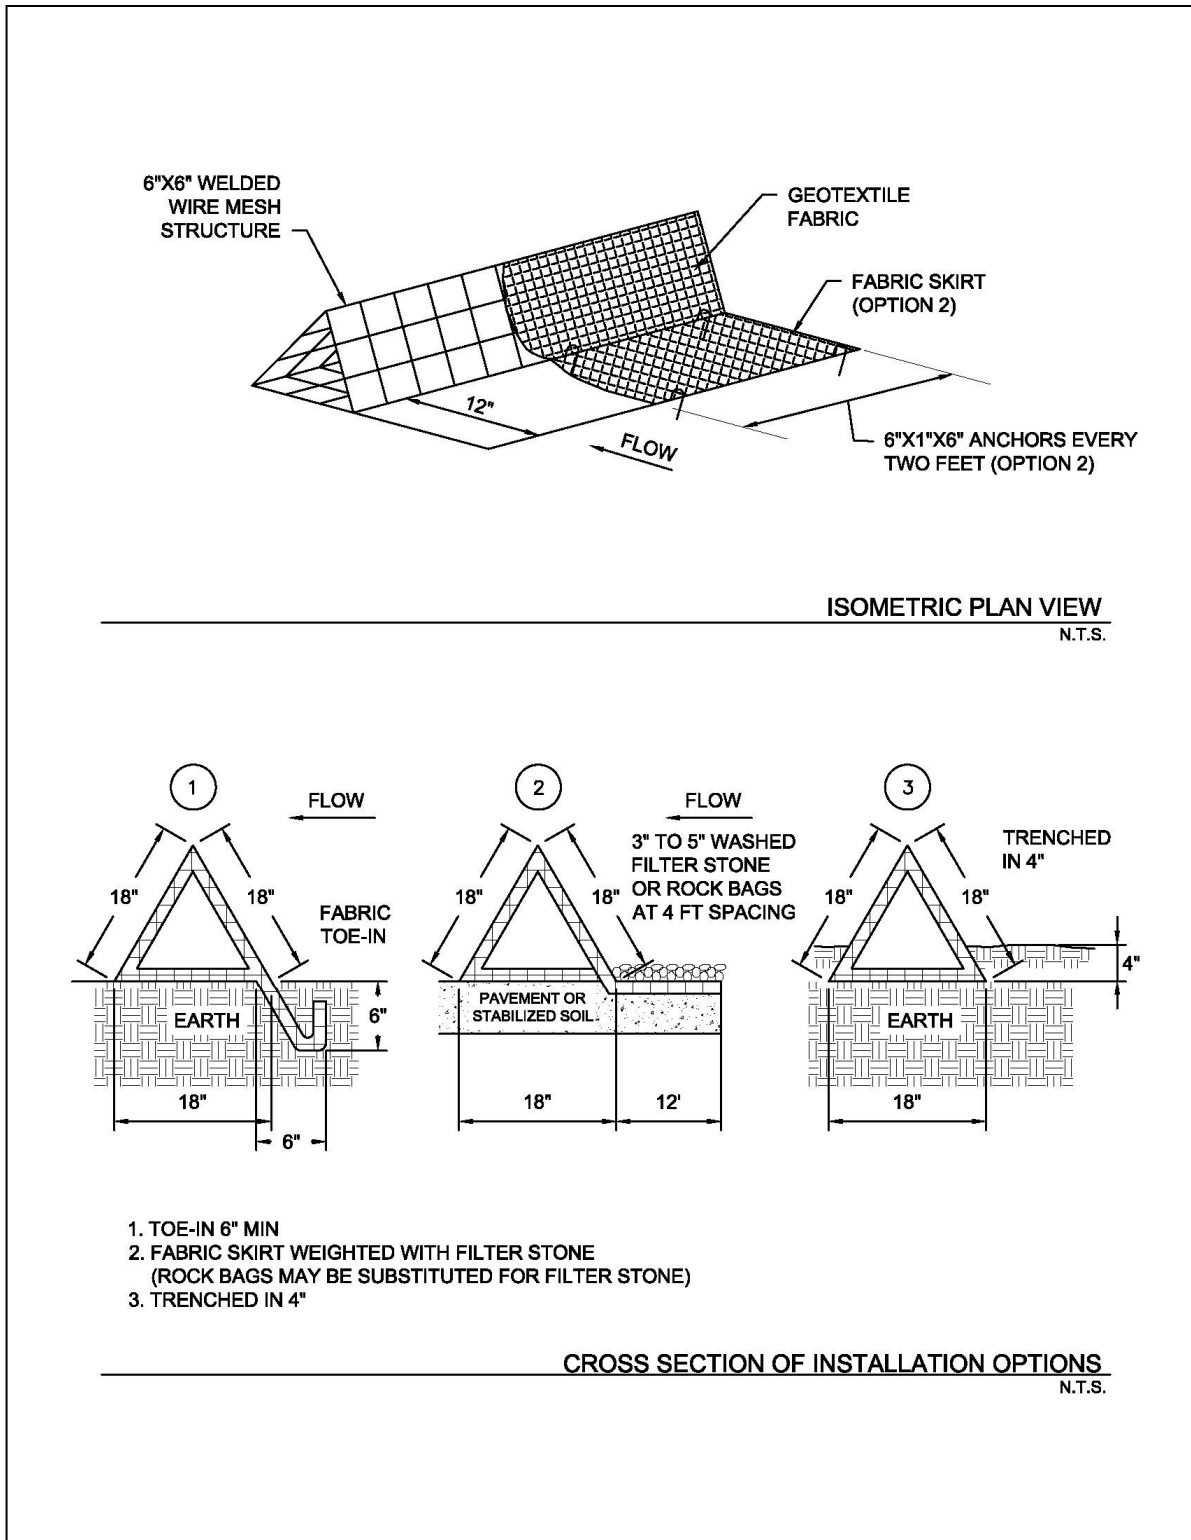 6"X6" WELDED
WIRE MESH
STRUCTURE
GEOTEXTILE
FABRIC
FABRIC SKIRT
(OPTION 2)
12"
FLOW
6"X1"X6" ANCHORS EVERY
TWO FEET (OPTION 2)
ISOMETRIC PLAN VIEW
N.T.S.
1
FLOW
18"
18"
FABRIC
TOE-IN
EARTH
6"
18"
6"
2
FLOW
3" TO 5" WASHED
FILTER STONE
OR ROCK BAGS
AT 4 FT SPACING
18"
18"
PAVEMENT OR
STABILIZED SOIL
18"
12'
3
TRENCHED
IN 4"
18"
18"
4"
EARTH
18"
1. TOE-IN 6" MIN
2. FABRIC SKIRT WEIGHTED WITH FILTER STONE
(ROCK BAGS MAY BE SUBSTITUTED FOR FILTER STONE)
3. TRENCHED IN 4"
CROSS SECTION OF INSTALLATION OPTIONS
N.T.S.